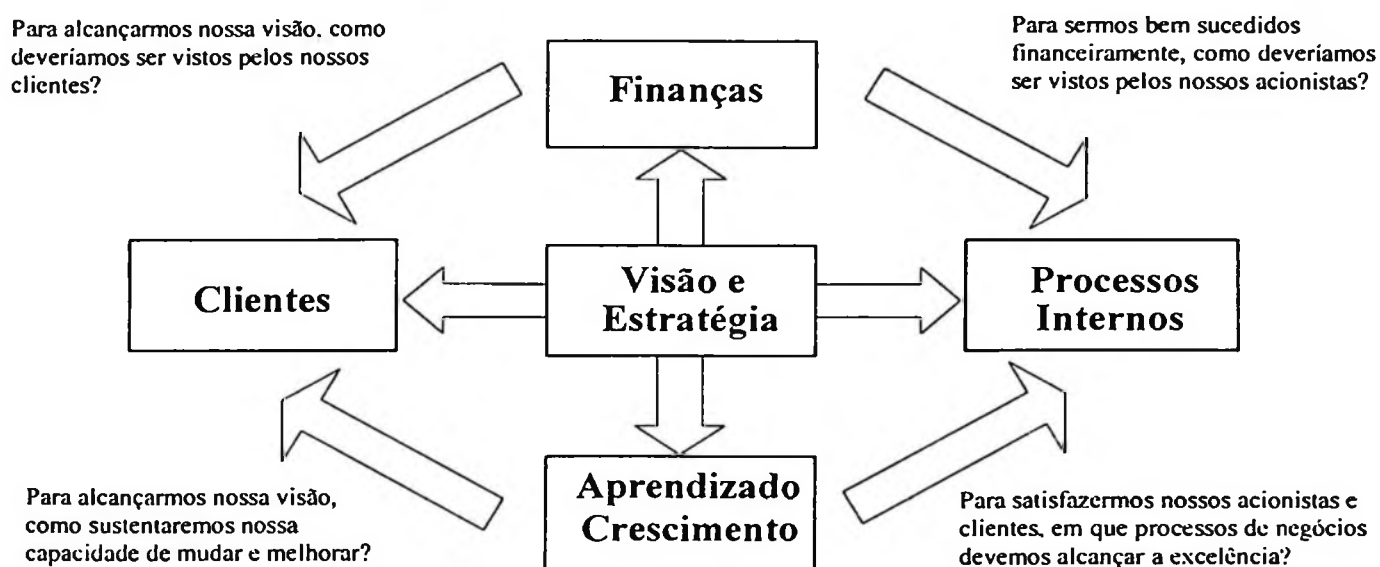 Para alcançarmos nossa visão, como
deveríamos ser vistos pelos nossos
clientes?
Para sermos bem sucedidos
financeiramente, como deveríamos
ser vistos pelos nossos acionistas?
Finanças
Clientes
Visão e
Estratégia
Processos
Internos
Aprendizado
Crescimento
Para alcançarmos nossa visão,
como sustentaremos nossa
capacidade de mudar e melhorar?
Para satisfazermos nossos acionistas e
clientes, em que processos de negócios
devemos alcançar a excelência?